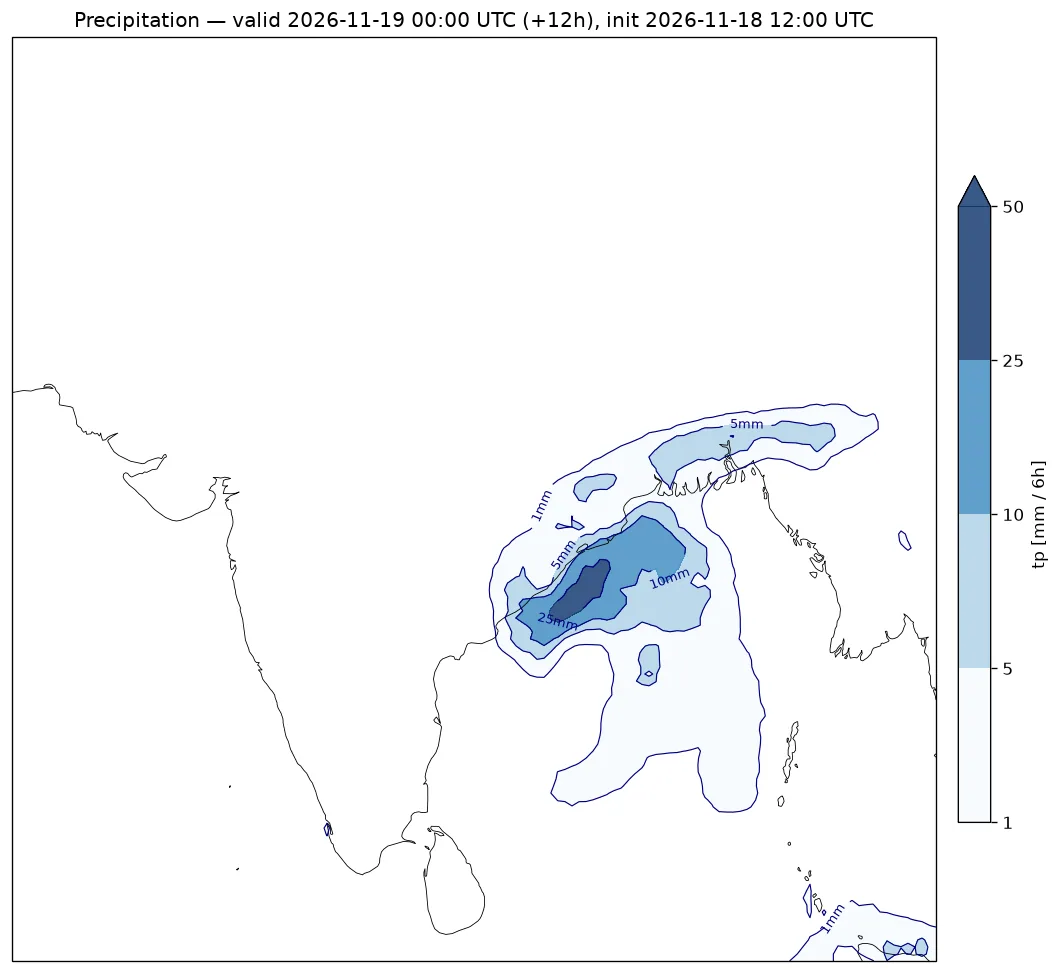 Precipitation — valid 2026-11-19 00:00 UTC (+12h), init 2026-11-18 12:00 UTC
50
25
10
5
1
tp [mm / 6h]
5mm
1mm
5mm
10mm
25mm
1mm